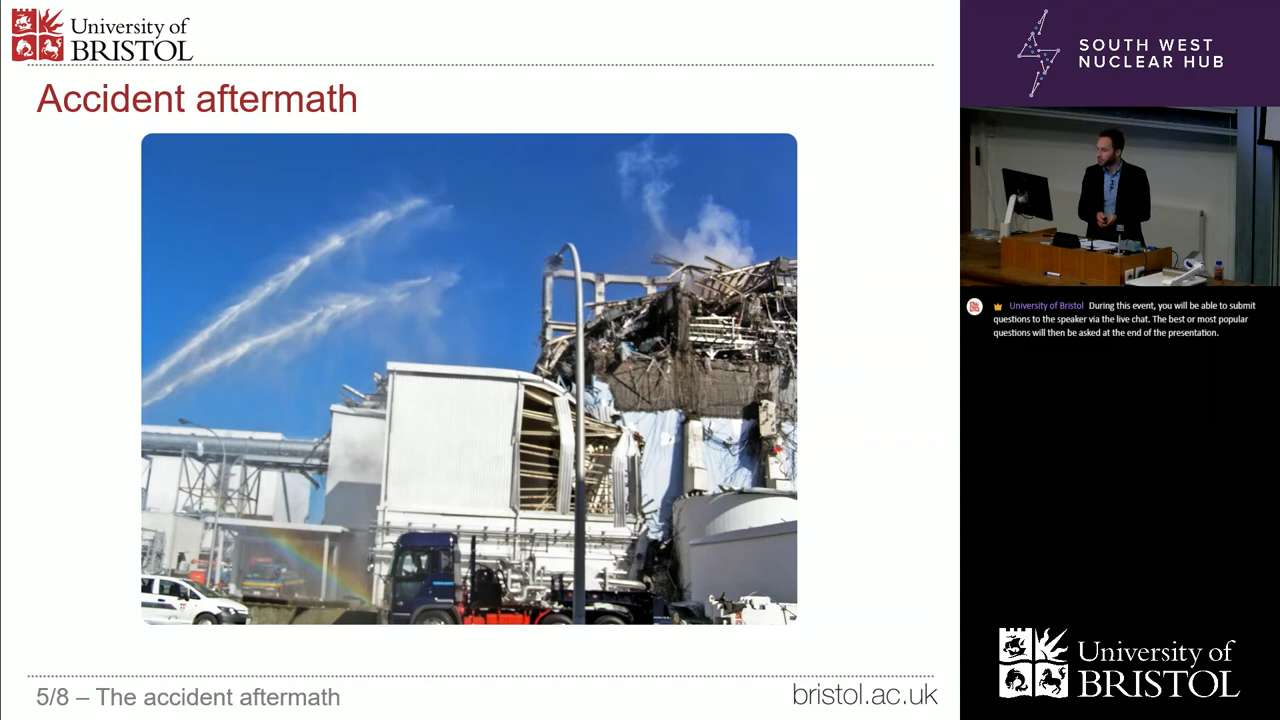 University of
BRISTOL
Accident aftermath
5/8 – The accident aftermath
bristol.ac.uk
SOUTH WEST
NUCLEAR HUB
University of Bristol During this event, you will be able to submit
questions to the speaker via the live chat. The best or most popular
questions will then be asked at the end of the presentation.
University of
BRISTOL